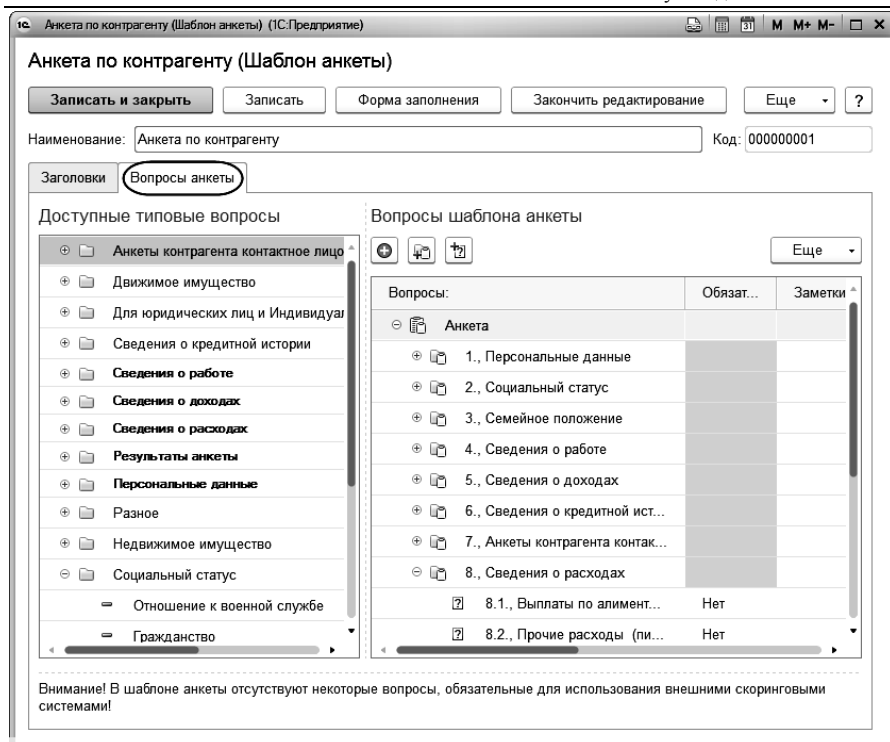 Анкета по контрагенту (Шаблон анкеты) (1С:Предприятие)
31 M M+ M-
Анкета по контрагенту (Шаблон анкеты)
Записать и закрыть Записать Форма заполнения Закончить редактирование Еще ?
Наименование: Анкета по контрагенту Код: 000000001
Заголовки Вопросы анкеты
Доступные типовые вопросы
Анкеты контрагента контактное лицо
Движимое имущество
Для юридических лиц и Индивидуал
Сведения о кредитной истории
Сведения о работе
Сведения о доходах
Сведения о расходах
Результаты анкеты
Персональные данные
Разное
Недвижимое имущество
Социальный статус
Отношение к военной службе
Гражданство
Вопросы шаблона анкеты
Еще
Вопросы: Обязат... Заметки
Анкета
1., Персональные данные
2., Социальный статус
3., Семейное положение
4., Сведения о работе
5., Сведения о доходах
6., Сведения о кредитной ист...
7., Анкеты контрагента контак...
8., Сведения о расходах
8.1., Выплаты по алимент... Нет
8.2., Прочие расходы (пи... Нет
Внимание! В шаблоне анкеты отсутствуют некоторые вопросы, обязательные для использования внешними скоринговыми
системами!